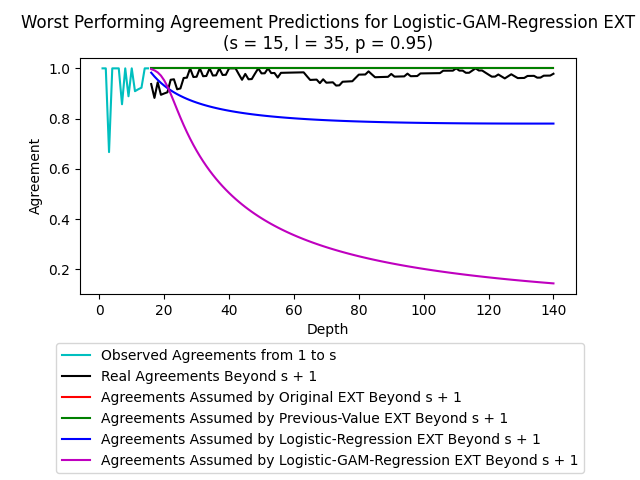 Worst Performing Agreement Predictions for Logistic-GAM-Regression EXT
(s = 15, l = 35, p = 0.95)
1.0
0.8
0.6
0.4
0.2
Agreement
0 20 40 60 80 100 120 140
Depth
Observed Agreements from 1 to s
Real Agreements Beyond s + 1
Agreements Assumed by Original EXT Beyond s + 1
Agreements Assumed by Previous-Value EXT Beyond s + 1
Agreements Assumed by Logistic-Regression EXT Beyond s + 1
Agreements Assumed by Logistic-GAM-Regression EXT Beyond s + 1